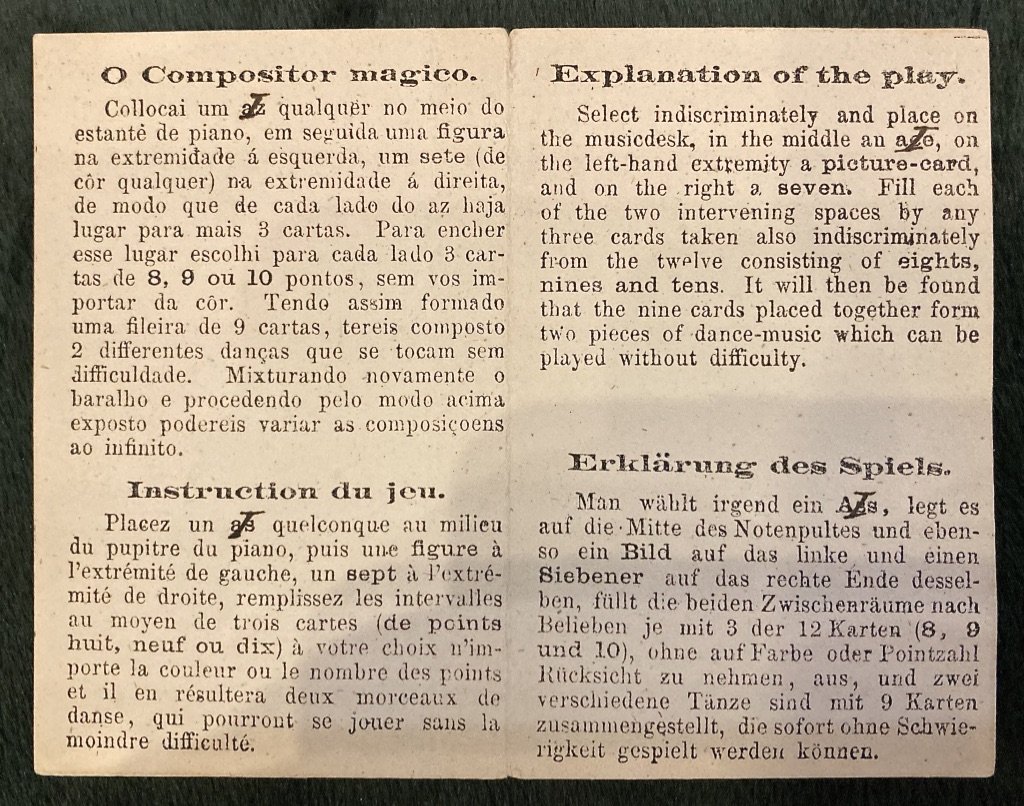 O Compositor magico.
Collocai um az qualquer no meio do
estante de piano, em seguida uma figura
na extremidade á esquerda, um sete (de
côr qualquer) na extremidade á direita,
de modo que de cada lado do az haja
lugar para mais 3 cartas. Para encher
esse lugar escolhi para cada lado 3 car-
tas de 8, 9 ou 10 pontos, sem vos im-
portar da côr. Tendo assim formado
uma fileira de 9 cartas, tereis composto
2 differentes danças que se tocam sem
difficuldade. Mixturando novamente o
baralho e procedendo pelo modo acima
exposto podereis variar as composiçoens
ao infinito.
Instruction du jeu.
Placez un as quelconque au milieu
du pupitre du piano, puis une figure à
l'extrémité de gauche, un sept à l'extré-
mité de droite, remplissez les intervalles
au moyen de trois cartes (de points
huit, neuf ou dix) à votre choix n'im-
porte la couleur ou le nombre des points
et il en résultera deux morceaux de
danse, qui pourront se jouer sans la
moindre difficulté.
Explanation of the play.
Select indiscriminately and place on
the musicdesk, in the middle an ace, on
the left-hand extremity a picture-card,
and on the right a seven. Fill each
of the two intervening spaces by any
three cards taken also indiscriminately
from the twelve consisting of eights,
nines and tens. It will then be found
that the nine cards placed together form
two pieces of dance-music which can be
played without difficulty.
Erklärung des Spiels.
Man wählt irgend ein Ass, legt es
auf die Mitte des Notenpultes und eben-
so ein Bild auf das linke und einen
Siebener auf das rechte Ende dessel-
ben, füllt die beiden Zwischenräume nach
Belieben je mit 3 der 12 Karten (8, 9
und 10), ohne auf Farbe oder Pointzahl
Rücksicht zu nehmen, aus, und zwei
verschiedene Tänze sind mit 9 Karten
zusammengestellt, die sofort ohne Schwie-
rigkeit gespielt werden können.